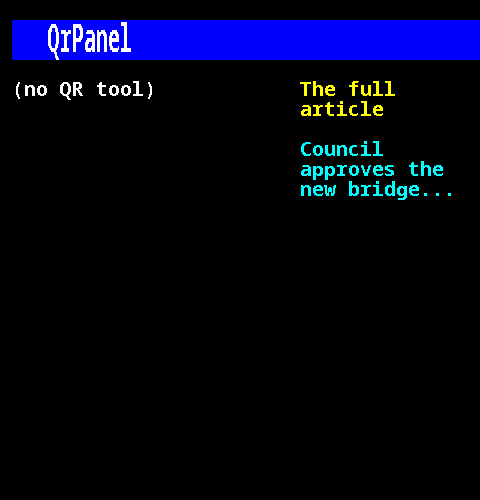 QrPanel
(no QR tool)
The full
article
Council
approves the
new bridge...